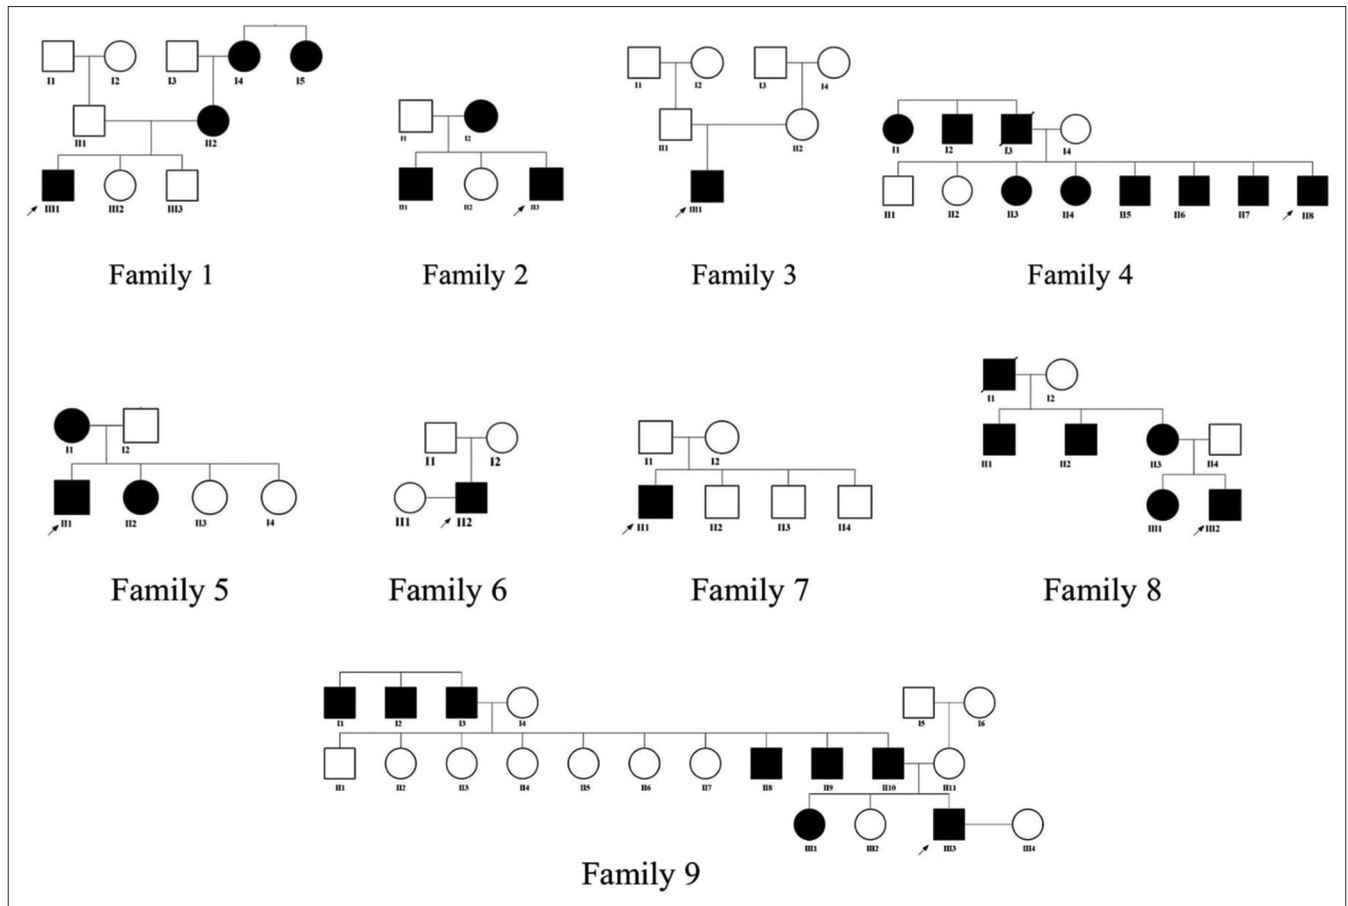 I1 I2 I3 I4 I5
II1 II2
III1 III2 III3
Family 1
I1 I2
II1 II2 II3
Family 2
I1 I2 I3 I4
II1 II2
III1
Family 3
I1 I2 I3 I4
II1 II2 II3 II4 II5 II6 II7 II8
Family 4
I1 I2
II1 II2 II3 I4
Family 5
I1 I2
II1 II2
Family 6
I1 I2
II1 II2 II3 II4
Family 7
I1 I2
II1 II2 II3 II4
III1 III2
Family 8
I1 I2 I3 I4 I5 I6
II1 II2 II3 II4 II5 II6 II7 II8 II9 II10 II11
III1 III2 III3 III4
Family 9